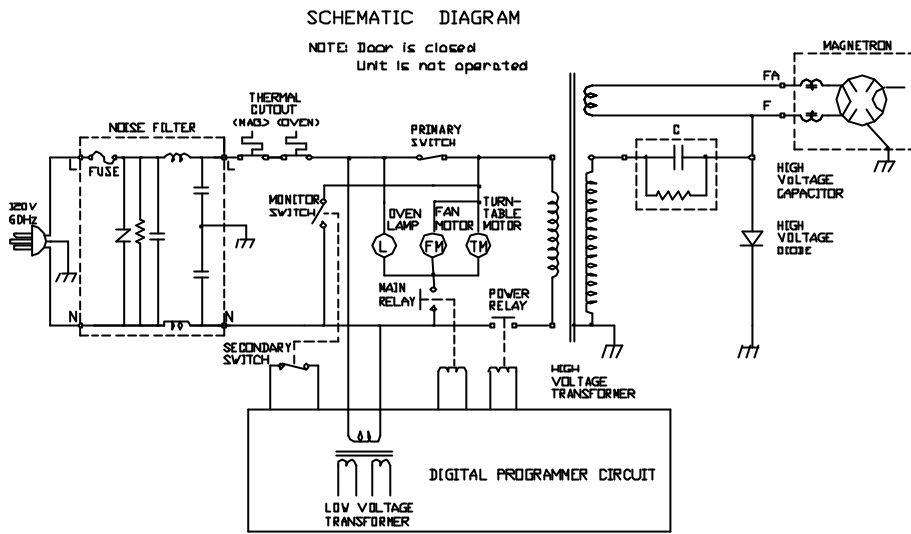 SCHEMATIC DIAGRAM
NOTE: Door is closed
Unit is not operated
MAGNETRON
FA
F
THERMAL
CUTOUT
(MAG.) (OVEN)
NOISE FILTER
PRIMARY
SWITCH
C
L
FUSE
L
HIGH
VOLTAGE
CAPACITOR
120V
60Hz
MONITOR
SWITCH
OVEN
LAMP
FAN
MOTOR
TURN-
TABLE
MOTOR
L
FM
TM
HIGH
VOLTAGE
DIODE
MAIN
RELAY
POWER
RELAY
N
N
SECONDARY
SWITCH
HIGH
VOLTAGE
TRANSFORMER
DIGITAL PROGRAMMER CIRCUIT
LOW VOLTAGE
TRANSFORMER